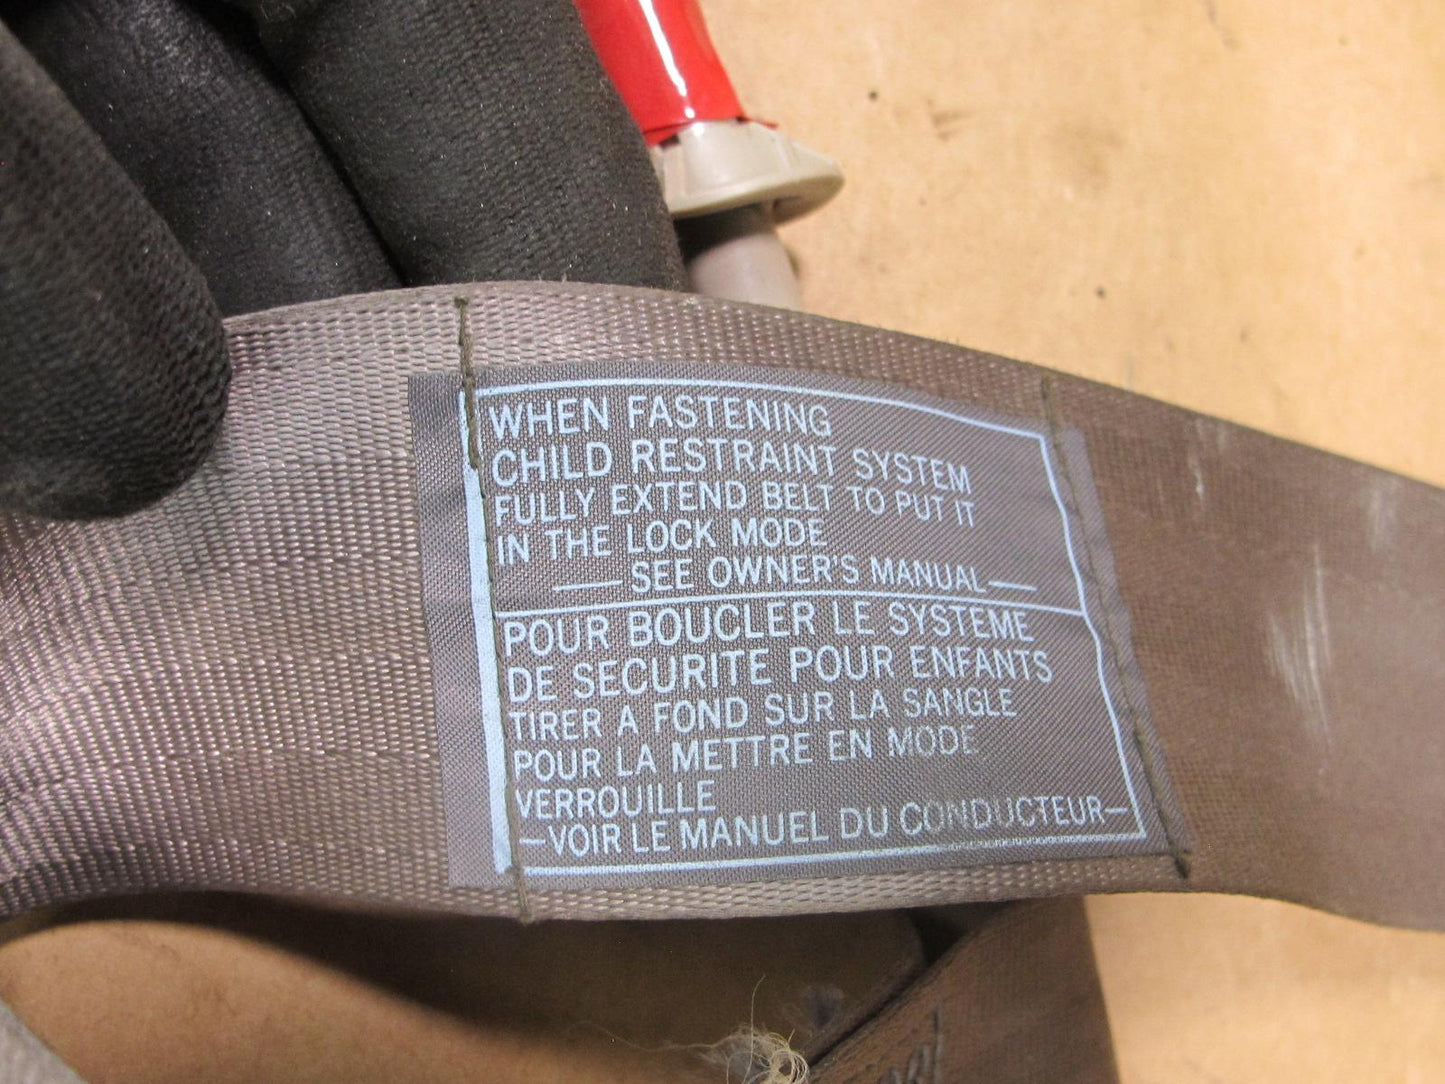 WHEN FASTENING
CHILD RESTRAINT SYSTEM
FULLY EXTEND BELT TO PUT IT
IN THE LOCK MODE
— SEE OWNER'S MANUAL —
POUR BOUCLER LE SYSTEME
DE SECURITE POUR ENFANTS
TIRER A FOND SUR LA SANGLE
POUR LA METTRE EN MODE
VERROUILLE
—VOIR LE MANUEL DU CONDUCTEUR—